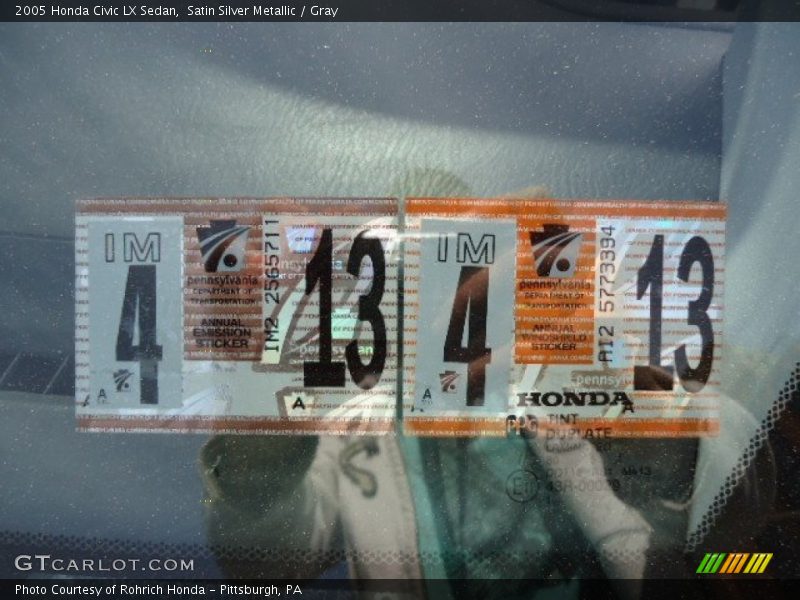 2005 Honda Civic LX Sedan, Satin Silver Metallic / Gray
IM
4
pennsylvania
DEPARTMENT OF
TRANSPORTATION
ANNUAL
EMISSION
STICKER
IM2 2565711
13
A
A
IM
4
pennsylvania
DEPARTMENT OF
TRANSPORTATION
ANNUAL
WINDSHIELD
STICKER
AI2 5773394
13
pennsyl
A
A
HONDA
TINT
DUPLATE
GTCARLOT.COM
Photo Courtesy of Rohrich Honda - Pittsburgh, PA